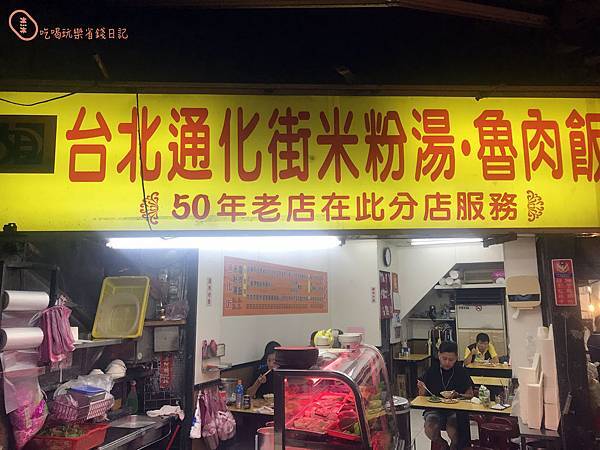 吃喝玩樂省錢日記
台北通化街米粉湯·魯肉飯
50年老店在此分店服務